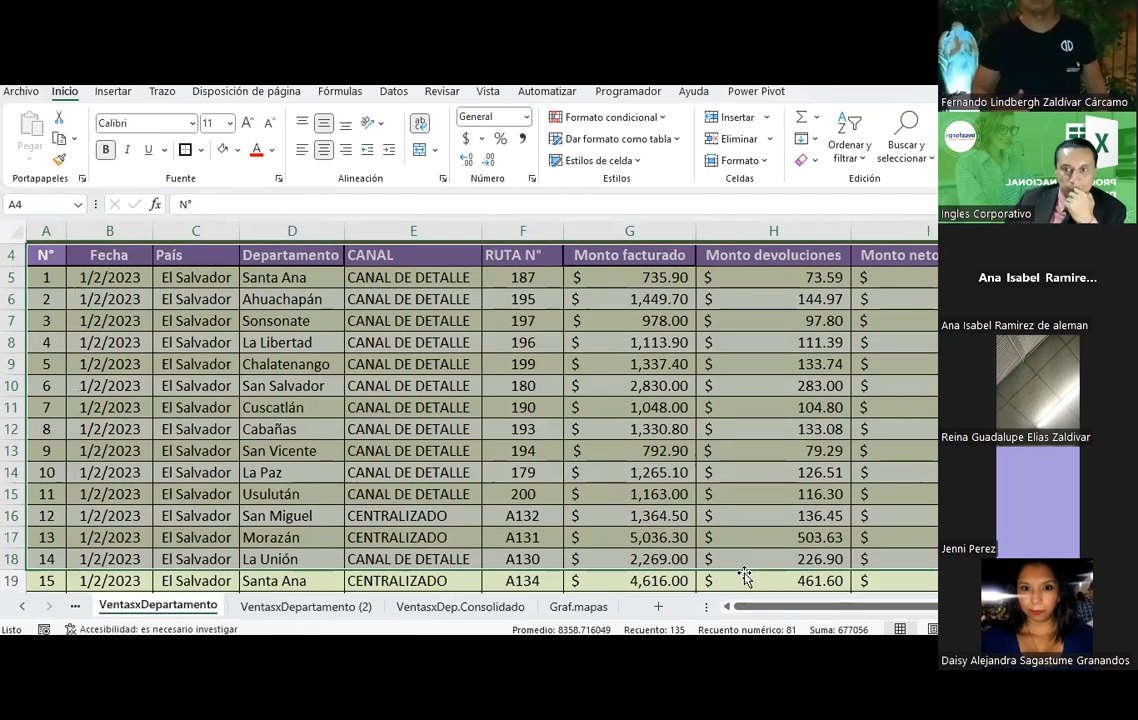 Archivo Inicio Insertar Trazo Disposición de página Fórmulas Datos Revisar Vista Automatizar Programador Ayuda Power Pivot
Pegar
Calibri 11
General
Formato condicional
Dar formato como tabla
Estilos de celda
Insertar
Eliminar
Formato
Ordenar y filtrar
Buscar y seleccionar
Portapapeles Fuente Alineación Número Estilos Celdas Edición
A4 fx N°
A B C D E F G H I
4 N° Fecha País Departamento CANAL RUTA N° Monto facturado Monto devoluciones Monto neto
5 1 1/2/2023 El Salvador Santa Ana CANAL DE DETALLE 187 $ 735.90 $ 73.59 $
6 2 1/2/2023 El Salvador Ahuachapán CANAL DE DETALLE 195 $ 1,449.70 $ 144.97 $
7 3 1/2/2023 El Salvador Sonsonate CANAL DE DETALLE 197 $ 978.00 $ 97.80 $
8 4 1/2/2023 El Salvador La Libertad CANAL DE DETALLE 196 $ 1,113.90 $ 111.39 $
9 5 1/2/2023 El Salvador Chalatenango CANAL DE DETALLE 199 $ 1,337.40 $ 133.74 $
10 6 1/2/2023 El Salvador San Salvador CANAL DE DETALLE 180 $ 2,830.00 $ 283.00 $
11 7 1/2/2023 El Salvador Cuscatlán CANAL DE DETALLE 190 $ 1,048.00 $ 104.80 $
12 8 1/2/2023 El Salvador Cabañas CANAL DE DETALLE 193 $ 1,330.80 $ 133.08 $
13 9 1/2/2023 El Salvador San Vicente CANAL DE DETALLE 194 $ 792.90 $ 79.29 $
14 10 1/2/2023 El Salvador La Paz CANAL DE DETALLE 179 $ 1,265.10 $ 126.51 $
15 11 1/2/2023 El Salvador Usulután CANAL DE DETALLE 200 $ 1,163.00 $ 116.30 $
16 12 1/2/2023 El Salvador San Miguel CENTRALIZADO A132 $ 1,364.50 $ 136.45 $
17 13 1/2/2023 El Salvador Morazán CENTRALIZADO A131 $ 5,036.30 $ 503.63 $
18 14 1/2/2023 El Salvador La Unión CANAL DE DETALLE A130 $ 2,269.00 $ 226.90 $
19 15 1/2/2023 El Salvador Santa Ana CENTRALIZADO A134 $ 4,616.00 $ 461.60 $
VentasxDepartamento VentasxDepartamento (2) VentasxDep.Consolidado Graf.mapas
Listo Accesibilidad: es necesario investigar Promedio: 8358.716049 Recuento: 135 Recuento numérico: 81 Suma: 677056
Fernando Lindbergh Zaldívar Cárcamo
Ingles Corporativo
Ana Isabel Ramire...
Ana Isabel Ramirez de aleman
Reina Guadalupe Elias Zaldivar
Jenni Perez
Daisy Alejandra Sagastume Granandos